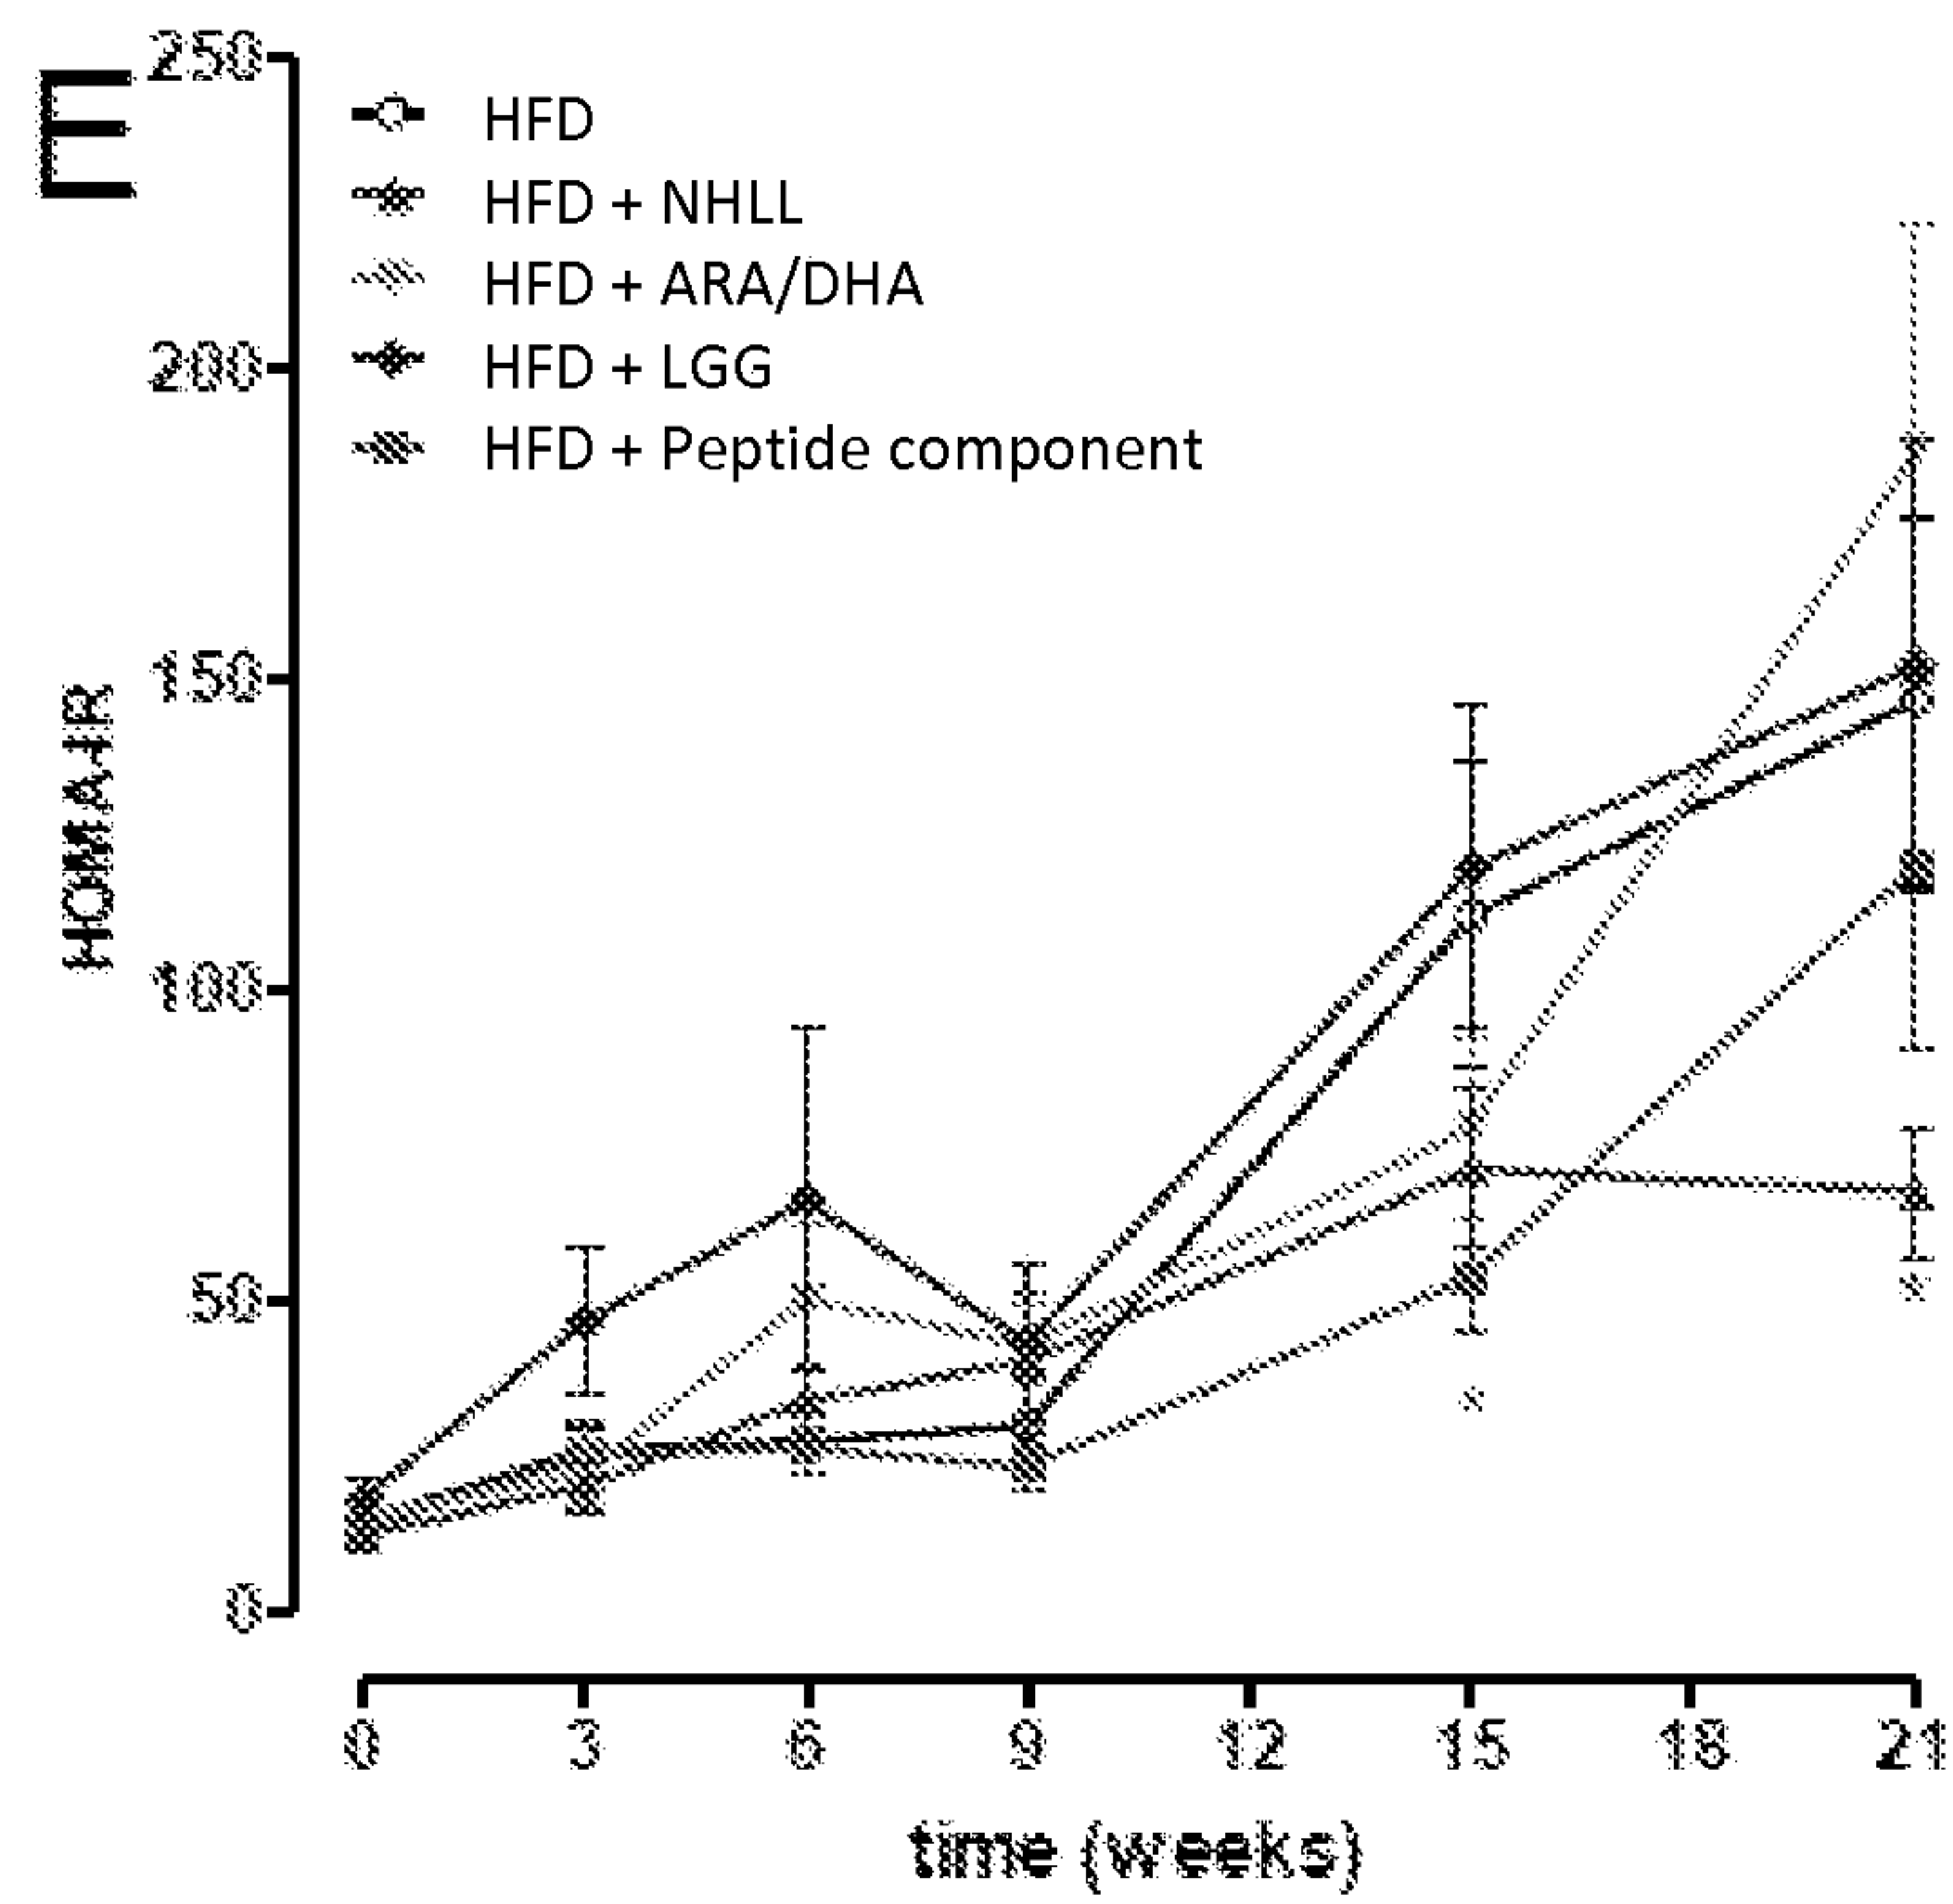 E
250
HFD
HFD + NHLL
HFD + ARA/DHA
HFD + LGG
HFD + Peptide component
200
150
100
50
0
HOMA IR
0 3 6 9 12 15 18 21
time (weeks)